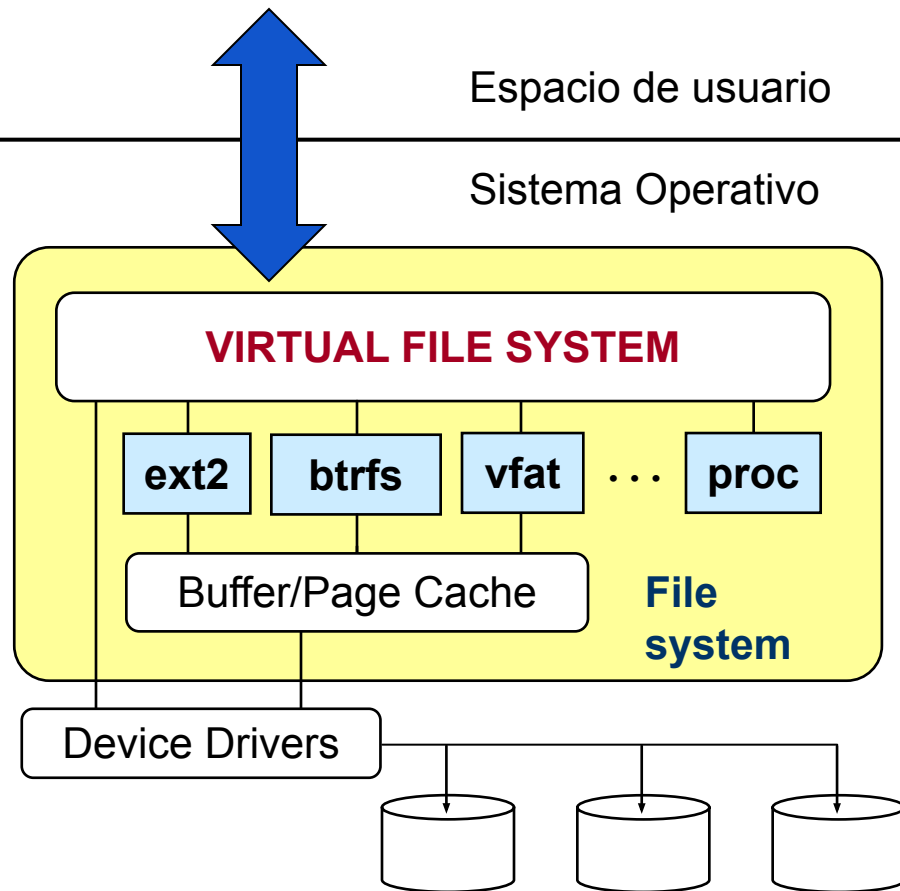 Espacio de usuario
Sistema Operativo
VIRTUAL FILE SYSTEM
ext2 btrfs vfat ... proc
Buffer/Page Cache
File
system
Device Drivers